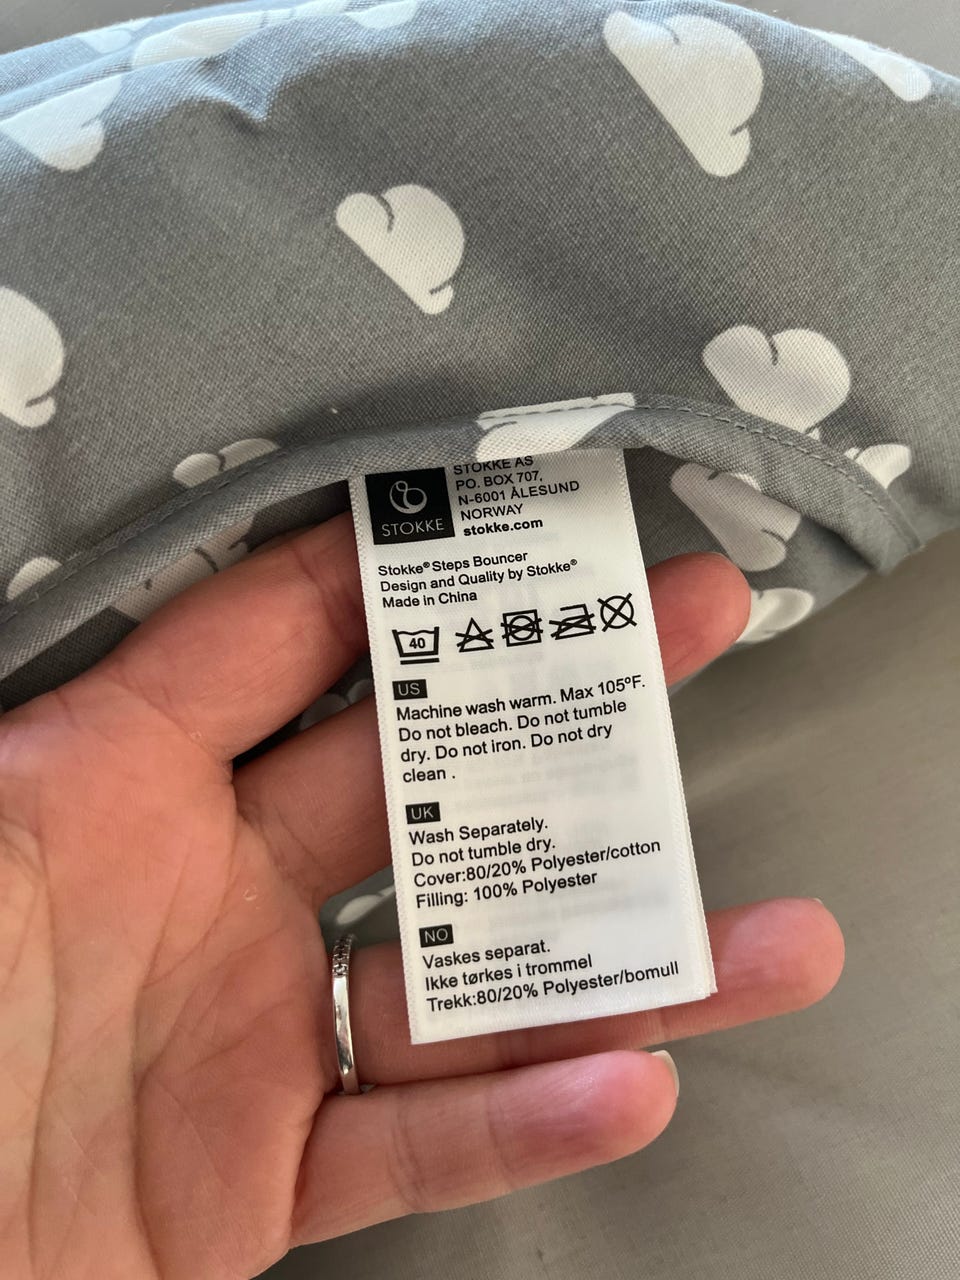 STOKKE
STOKKE AS
PO. BOX 707,
N-6001 ÅLESUND
NORWAY
stokke.com
Stokke® Steps Bouncer
Design and Quality by Stokke®
Made in China
40
US
Machine wash warm. Max 105ºF.
Do not bleach. Do not tumble
dry. Do not iron. Do not dry
clean .
UK
Wash Separately.
Do not tumble dry.
Cover:80/20% Polyester/cotton
Filling: 100% Polyester
NO
Vaskes separat.
Ikke tørkes i trommel
Trekk:80/20% Polyester/bomull